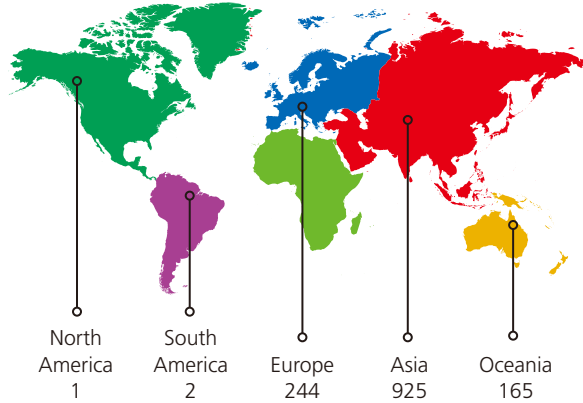 North
America
1
South
America
2
Europe
244
Asia
925
Oceania
165